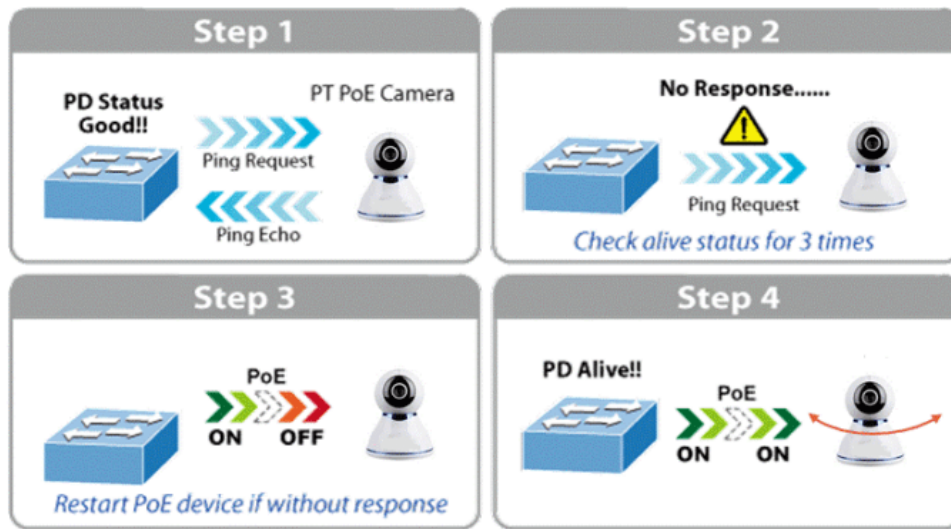 Step 1
PD Status
Good!!
PT PoE Camera
Ping Request
Ping Echo
Step 2
No Response......
Ping Request
Check alive status for 3 times
Step 3
PoE
ON OFF
Restart PoE device if without response
Step 4
PD Alive!!
PoE
ON ON